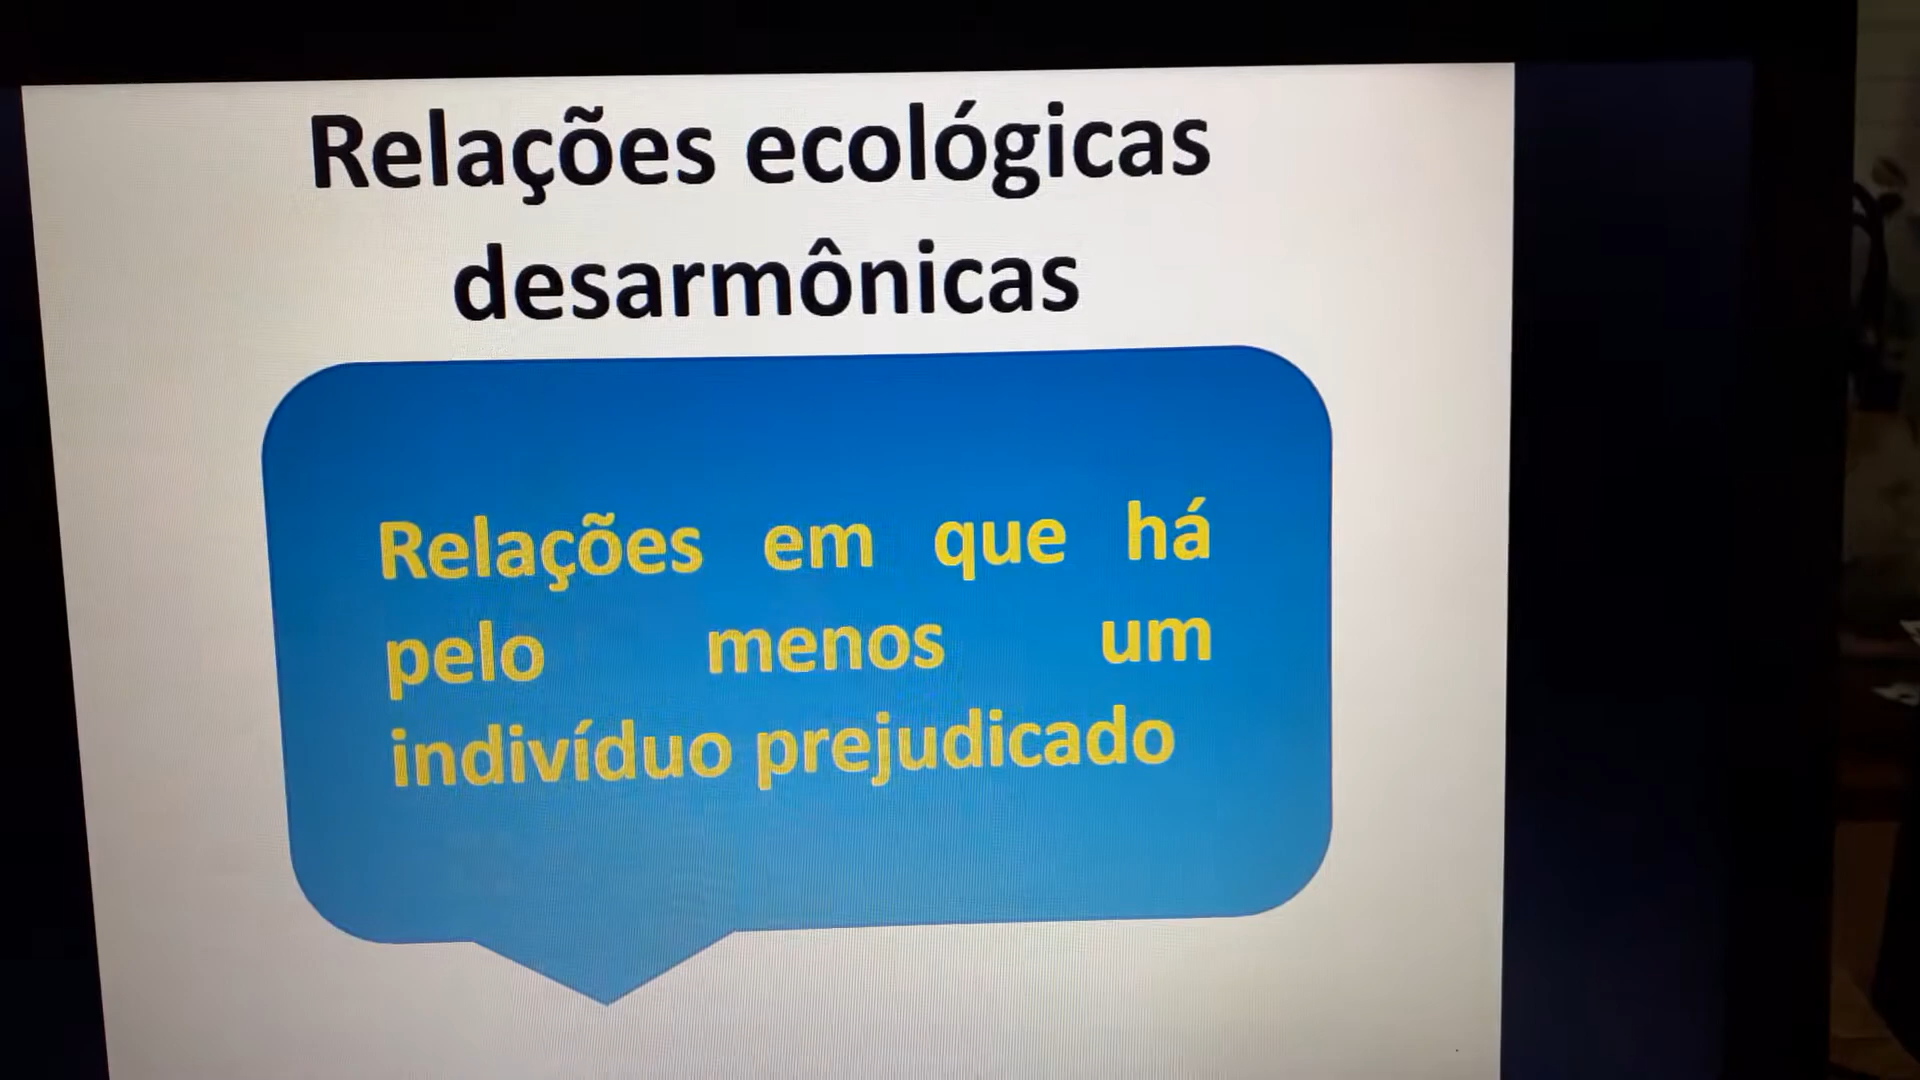 Relações ecológicas
desarmônicas
Relações em que há
pelo menos um
indivíduo prejudicado